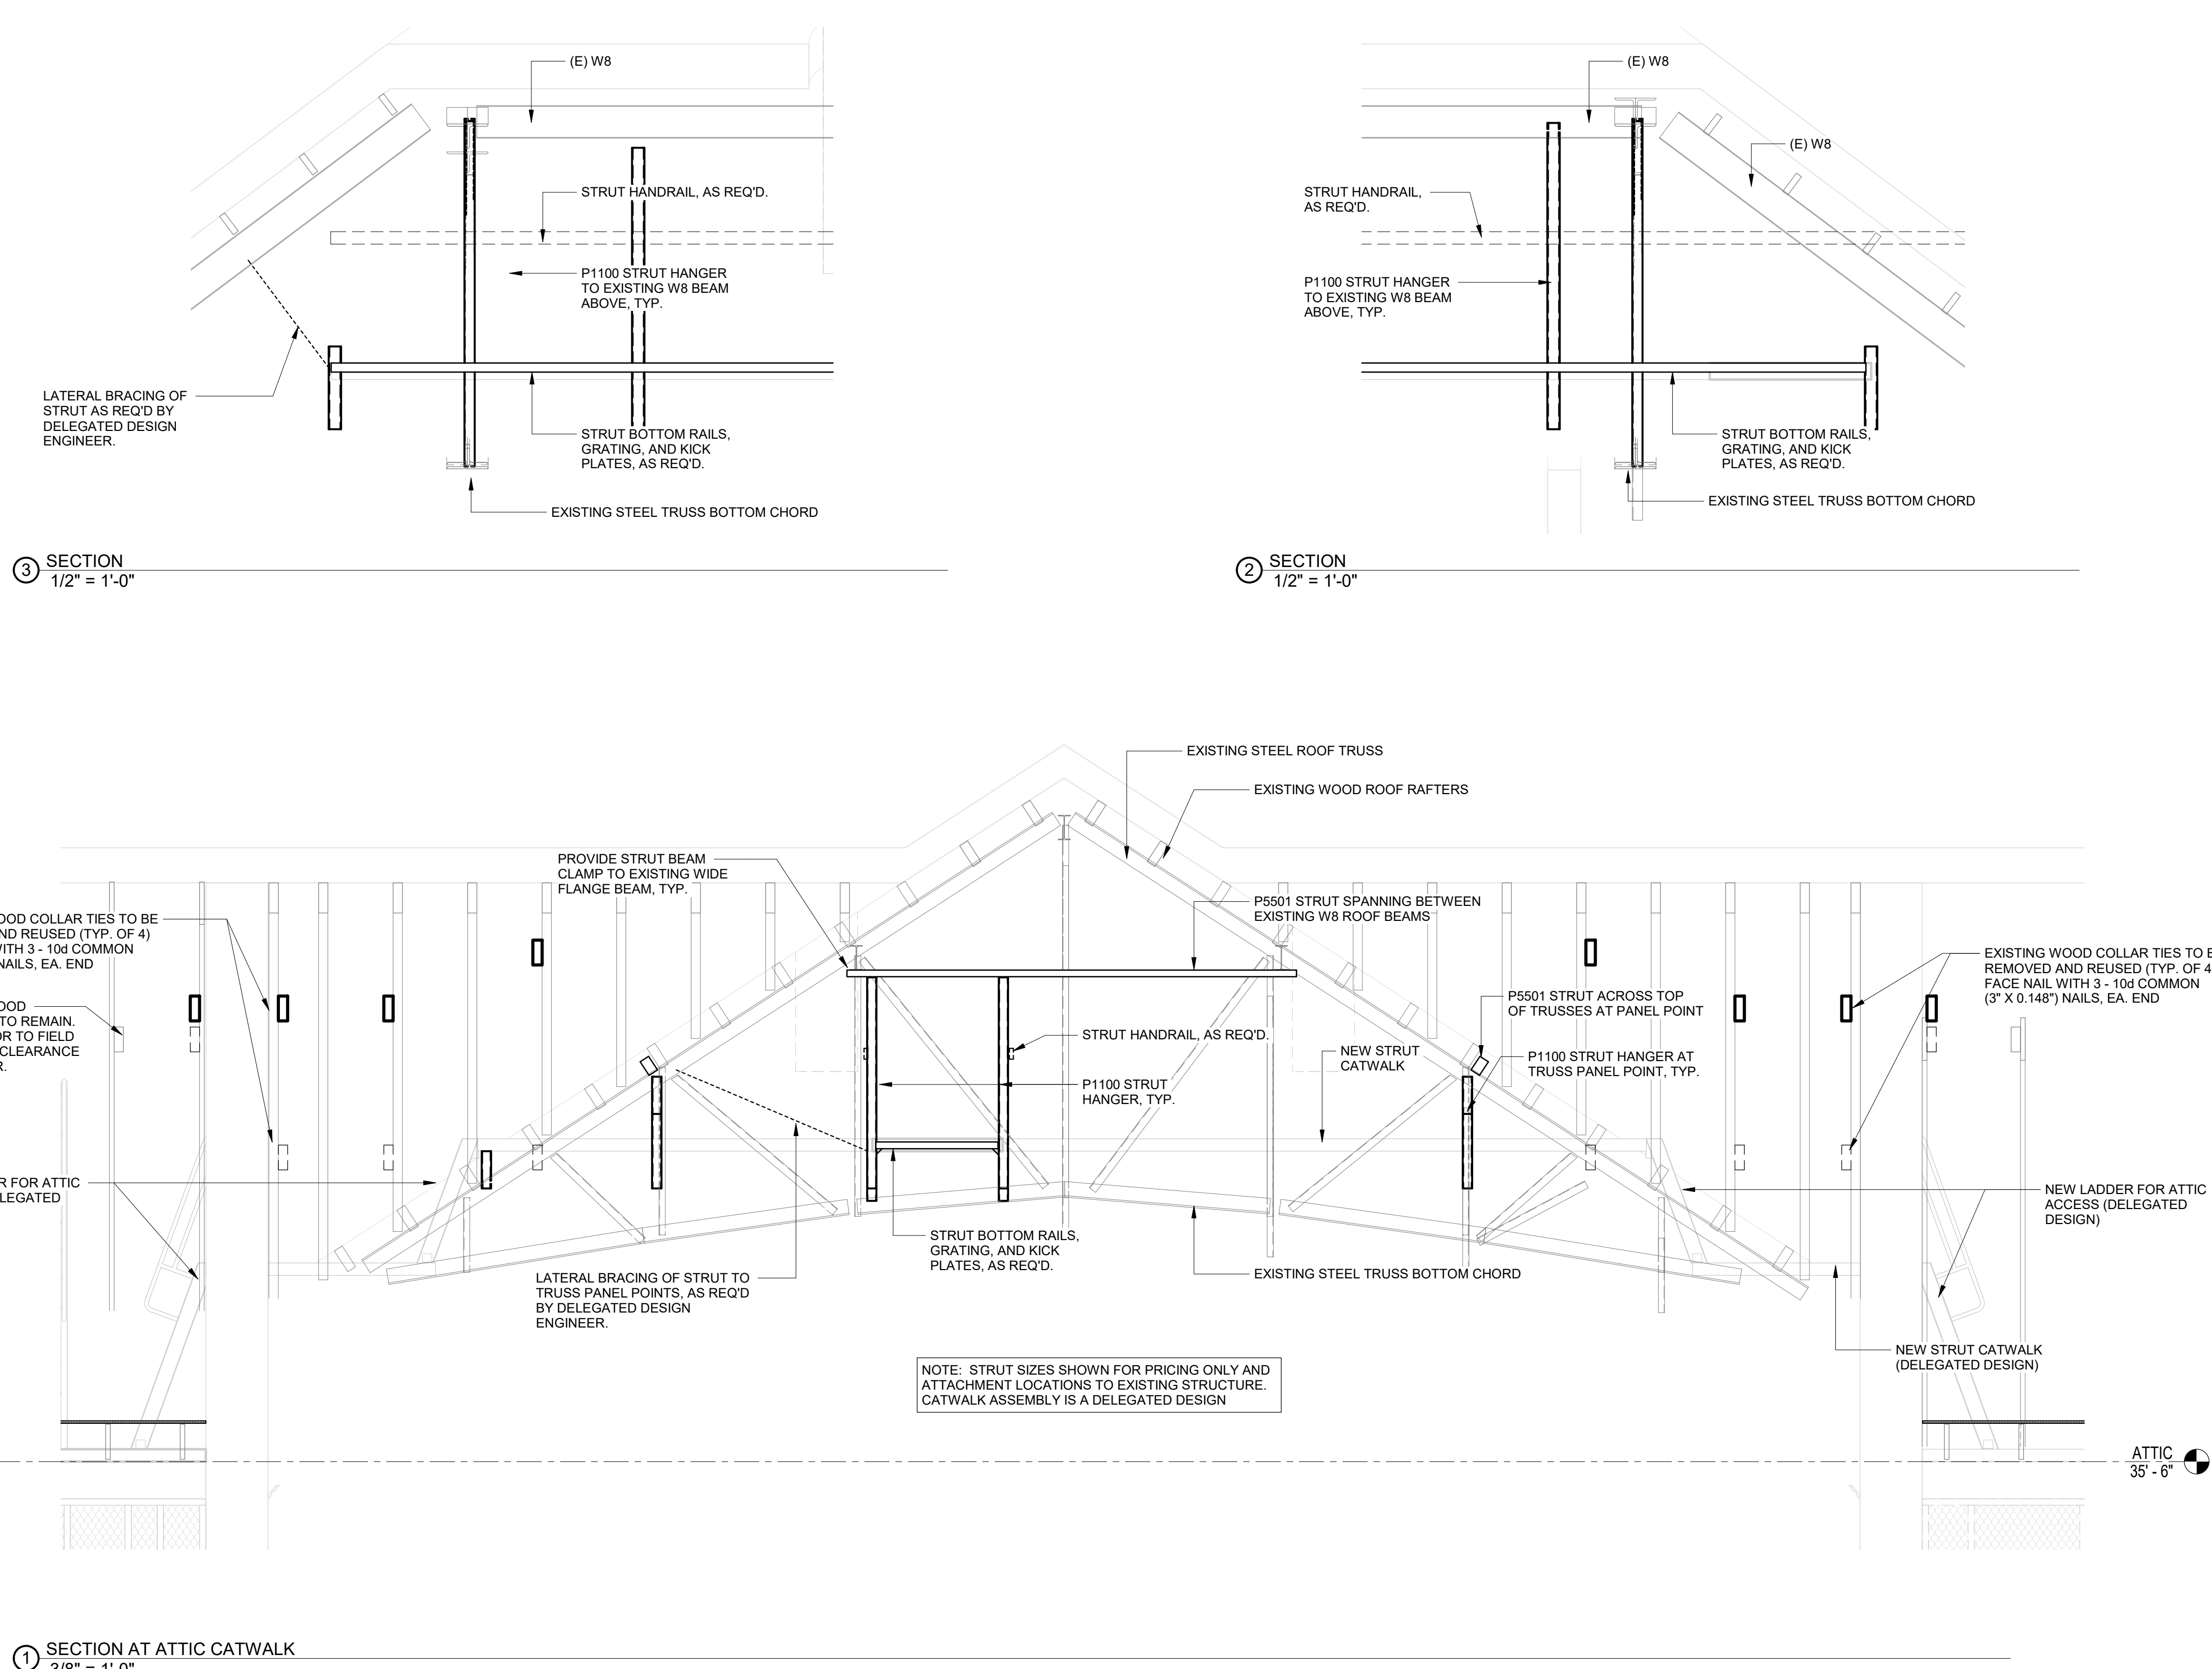 (E) W8
STRUT HANDRAIL, AS REQ'D.
P1100 STRUT HANGER
TO EXISTING W8 BEAM
ABOVE, TYP.
LATERAL BRACING OF
STRUT AS REQ'D BY
DELEGATED DESIGN
ENGINEER.
STRUT BOTTOM RAILS,
GRATING, AND KICK
PLATES, AS REQ'D.
EXISTING STEEL TRUSS BOTTOM CHORD
3 SECTION
1/2" = 1'-0"
(E) W8
(E) W8
STRUT HANDRAIL,
AS REQ'D.
P1100 STRUT HANGER
TO EXISTING W8 BEAM
ABOVE, TYP.
STRUT BOTTOM RAILS,
GRATING, AND KICK
PLATES, AS REQ'D.
EXISTING STEEL TRUSS BOTTOM CHORD
2 SECTION
1/2" = 1'-0"
EXISTING STEEL ROOF TRUSS
EXISTING WOOD ROOF RAFTERS
PROVIDE STRUT BEAM
CLAMP TO EXISTING WIDE
FLANGE BEAM, TYP.
P5501 STRUT SPANNING BETWEEN
EXISTING W8 ROOF BEAMS
OOD COLLAR TIES TO BE
ND REUSED (TYP. OF 4)
ITH 3 - 10d COMMON
NAILS, EA. END
OOD
TO REMAIN.
OR TO FIELD
CLEARANCE
R.
EXISTING WOOD COLLAR TIES TO B
REMOVED AND REUSED (TYP. OF 4
FACE NAIL WITH 3 - 10d COMMON
(3" X 0.148") NAILS, EA. END
P5501 STRUT ACROSS TOP
OF TRUSSES AT PANEL POINT
STRUT HANDRAIL, AS REQ'D.
NEW STRUT
CATWALK
P1100 STRUT HANGER AT
TRUSS PANEL POINT, TYP.
P1100 STRUT
HANGER, TYP.
R FOR ATTIC
LEGATED
NEW LADDER FOR ATTIC
ACCESS (DELEGATED
DESIGN)
STRUT BOTTOM RAILS,
GRATING, AND KICK
PLATES, AS REQ'D.
LATERAL BRACING OF STRUT TO
TRUSS PANEL POINTS, AS REQ'D
BY DELEGATED DESIGN
ENGINEER.
EXISTING STEEL TRUSS BOTTOM CHORD
NEW STRUT CATWALK
(DELEGATED DESIGN)
NOTE: STRUT SIZES SHOWN FOR PRICING ONLY AND
ATTACHMENT LOCATIONS TO EXISTING STRUCTURE.
CATWALK ASSEMBLY IS A DELEGATED DESIGN
ATTIC
35' - 6"
1 SECTION AT ATTIC CATWALK
3/8" = 1'-0"